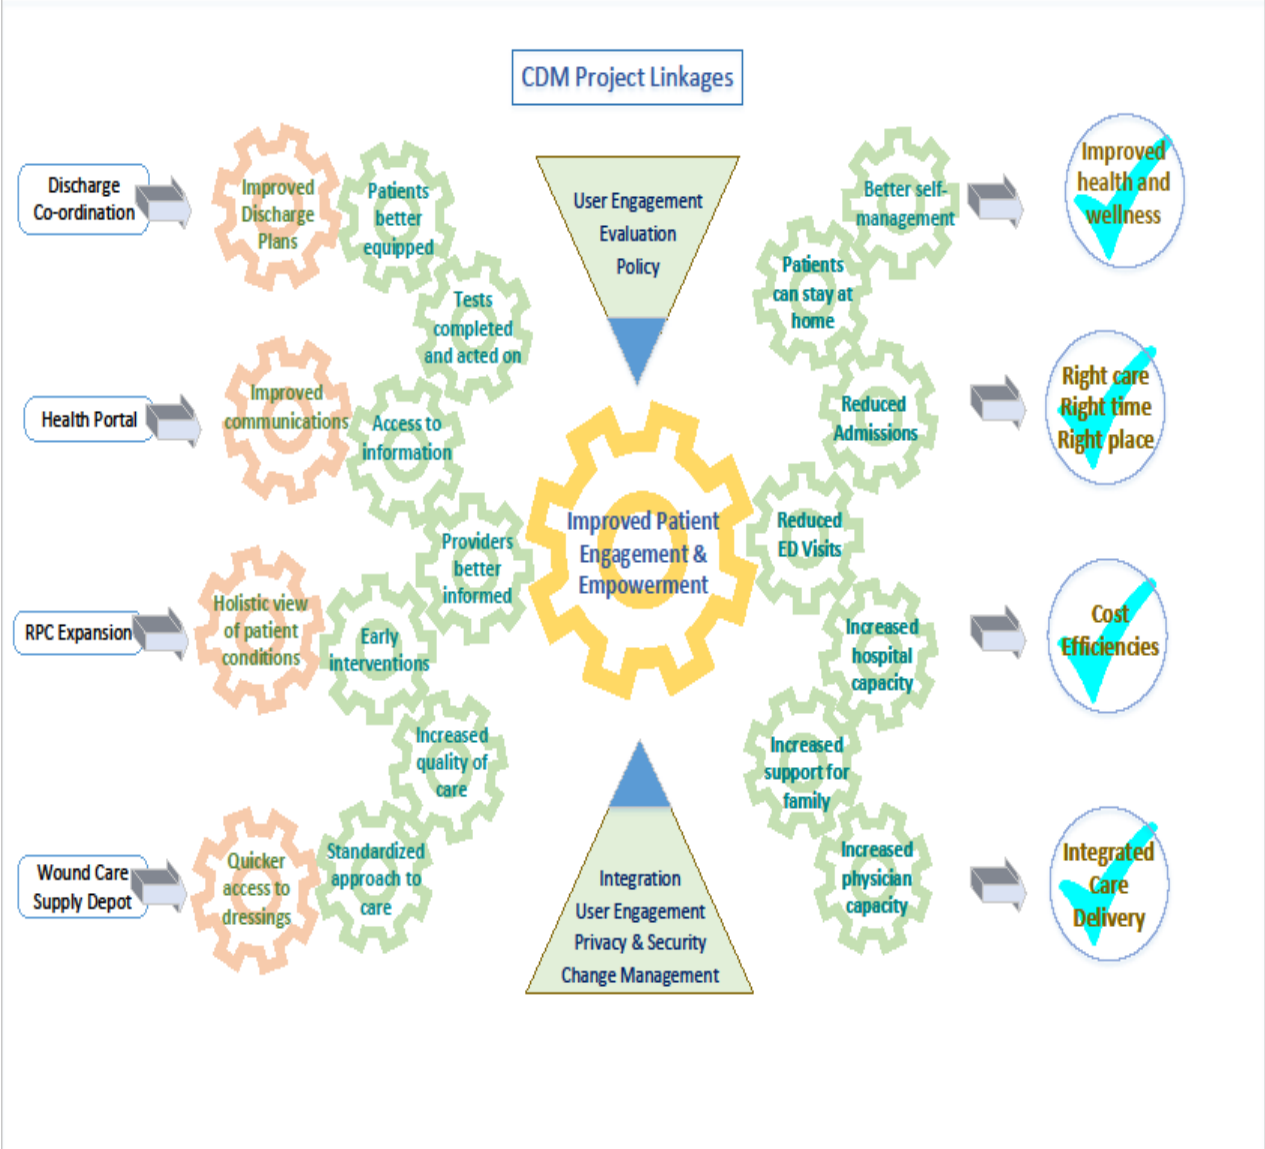 CDM Project Linkages
Discharge
Co-ordination
Improved
Discharge
Plans
Patients
better
equipped
Tests
completed
and acted on
Health Portal
Improved
communications
Access to
information
Providers
better
informed
RPC Expansion
Holistic view
of patient
conditions
Early
interventions
Increased
quality of
care
Wound Care
Supply Depot
Quicker
access to
dressings
Standardized
approach to
care
User Engagement
Evaluation
Policy
Improved Patient
Engagement &
Empowerment
Integration
User Engagement
Privacy & Security
Change Management
Better self-
management
Patients
can stay at
home
Reduced
Admissions
Reduced
ED Visits
Increased
hospital
capacity
Increased
support for
family
Increased
physician
capacity
Improved
health and
wellness
Right care
Right time
Right place
Cost
Efficiencies
Integrated
Care
Delivery